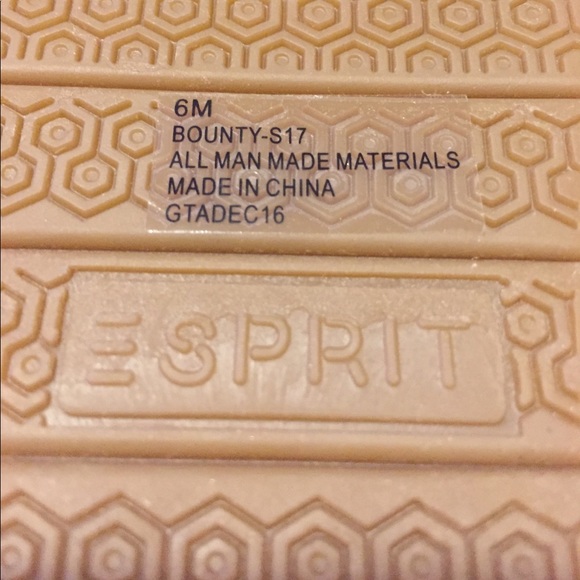 6M
BOUNTY-S17
ALL MAN MADE MATERIALS
MADE IN CHINA
GTADEC16
ESPRIT